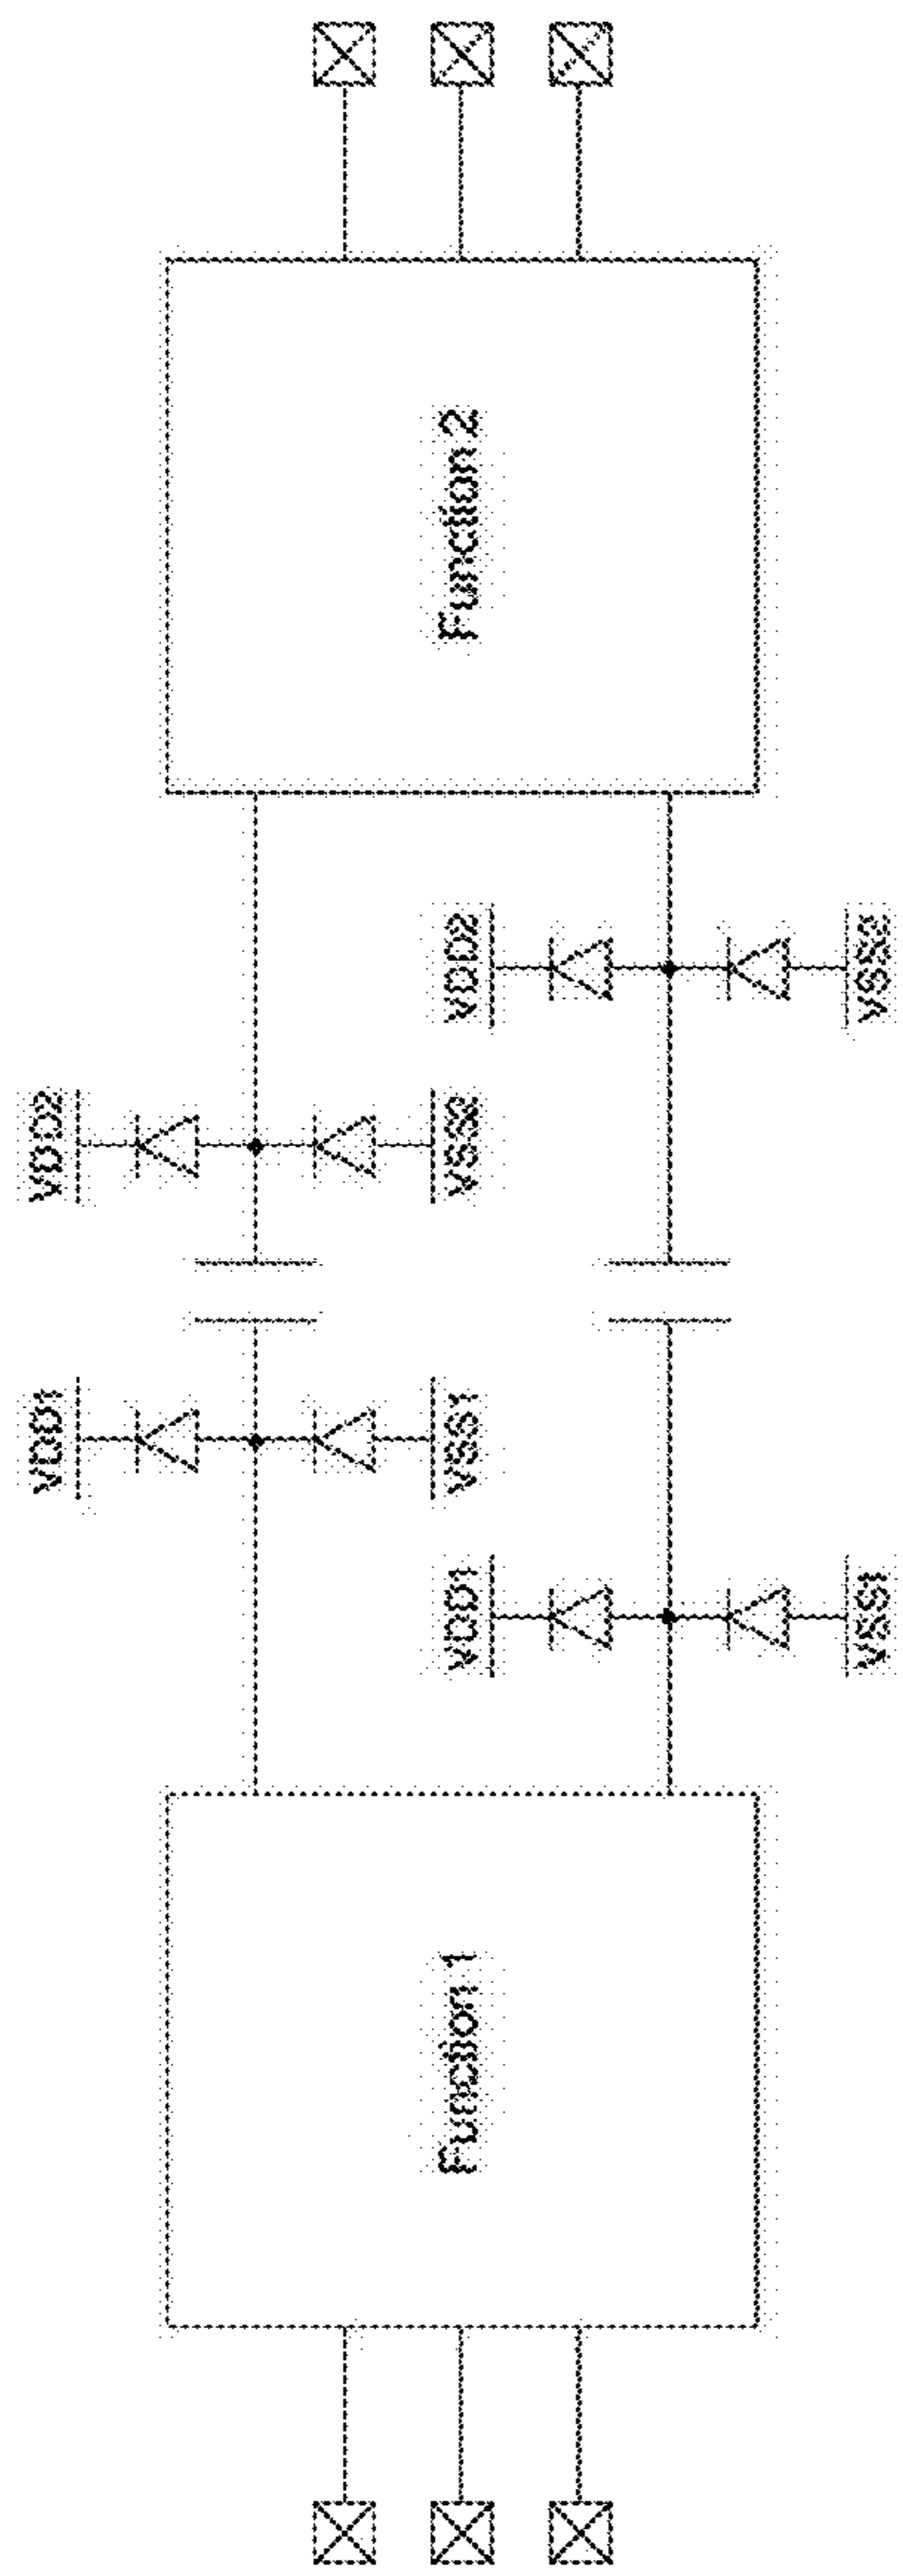 Function 1
VDD1
VSS1
VDD1
VSS1
VDD2
VSS2
VDD2
VSS2
Function 2